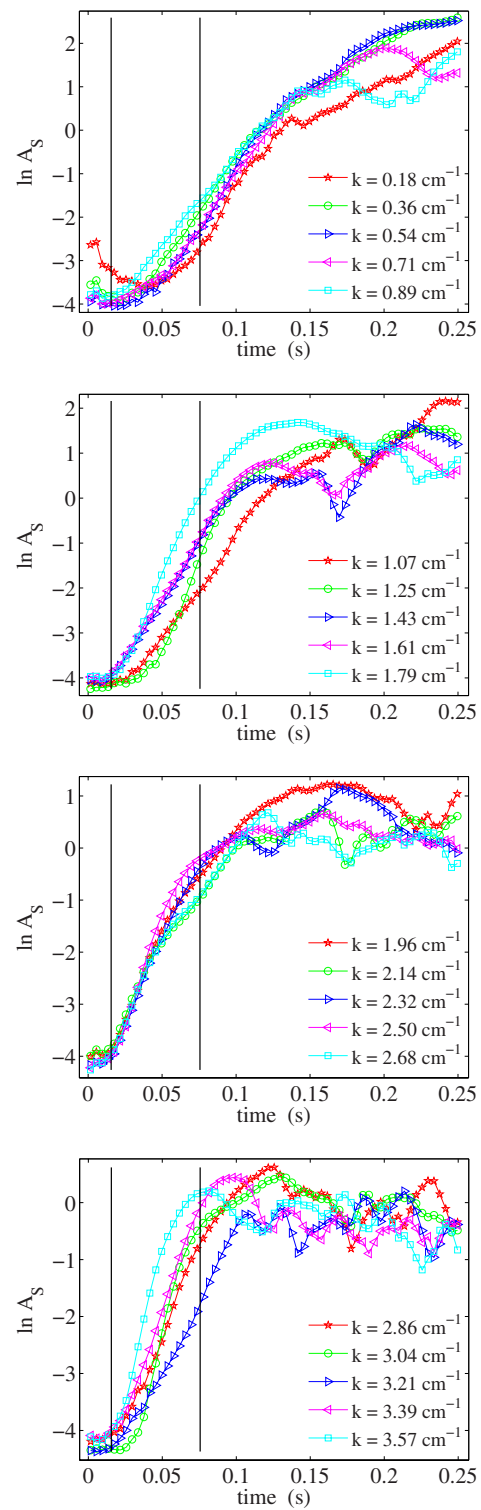 2
1
0
−1
−2
−3
−4
ln A_S
k = 0.18 cm⁻¹
k = 0.36 cm⁻¹
k = 0.54 cm⁻¹
k = 0.71 cm⁻¹
k = 0.89 cm⁻¹
0 0.05 0.1 0.15 0.2 0.25
time (s)
2
1
0
−1
−2
−3
−4
ln A_S
k = 1.07 cm⁻¹
k = 1.25 cm⁻¹
k = 1.43 cm⁻¹
k = 1.61 cm⁻¹
k = 1.79 cm⁻¹
0 0.05 0.1 0.15 0.2 0.25
time (s)
1
0
−1
−2
−3
−4
ln A_S
k = 1.96 cm⁻¹
k = 2.14 cm⁻¹
k = 2.32 cm⁻¹
k = 2.50 cm⁻¹
k = 2.68 cm⁻¹
0 0.05 0.1 0.15 0.2 0.25
time (s)
0
−1
−2
−3
−4
ln A_S
k = 2.86 cm⁻¹
k = 3.04 cm⁻¹
k = 3.21 cm⁻¹
k = 3.39 cm⁻¹
k = 3.57 cm⁻¹
0 0.05 0.1 0.15 0.2 0.25
time (s)